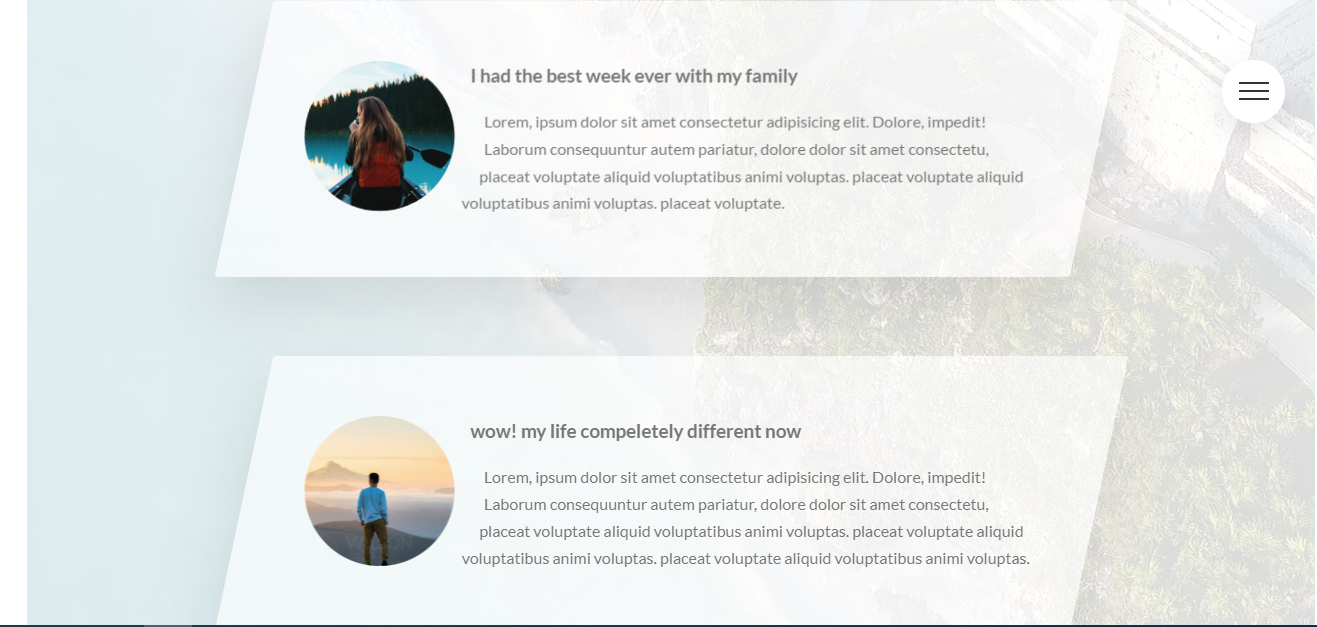 I had the best week ever with my family
Lorem, ipsum dolor sit amet consectetur adipisicing elit. Dolore, impedit!
Laborum consequuntur autem pariatur, dolore dolor sit amet consectetu,
placeat voluptate aliquid voluptatibus animi voluptas. placeat voluptate aliquid
voluptatibus animi voluptas. placeat voluptate.
wow! my life compeletely different now
Lorem, ipsum dolor sit amet consectetur adipisicing elit. Dolore, impedit!
Laborum consequuntur autem pariatur, dolore dolor sit amet consectetu,
placeat voluptate aliquid voluptatibus animi voluptas. placeat voluptate aliquid
voluptatibus animi voluptas. placeat voluptate aliquid voluptatibus animi voluptas.